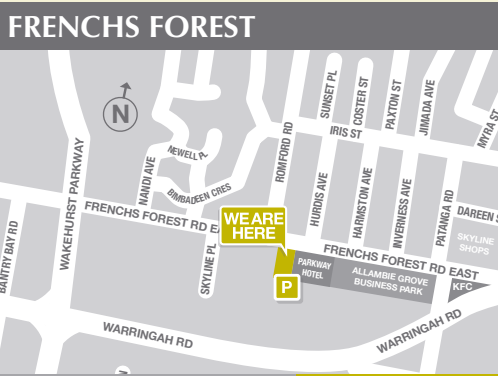 FRENCHS FOREST
N
WAKEHURST PARKWAY
BANTRY BAY RD
NANDI AVE
NEWELL PL
BIMBADEEN CRES
ROMFORD RD
SUNSET PL
COSTER ST
PAXTON ST
JIMADA AVE
MYRA ST
IRIS ST
HURDIS AVE
HARMSTON AVE
INVERNESS AVE
PATANGA RD
DAREEN S
SKYLINE
SHOPS
FRENCHS FOREST RD EA
WE ARE
HERE
SKYLINE PL
P
PARKWAY
HOTEL
FRENCHS FOREST RD EAST
ALLAMBIE GROVE
BUSINESS PARK
KFC
WARRINGAH RD
WARRINGAH RD